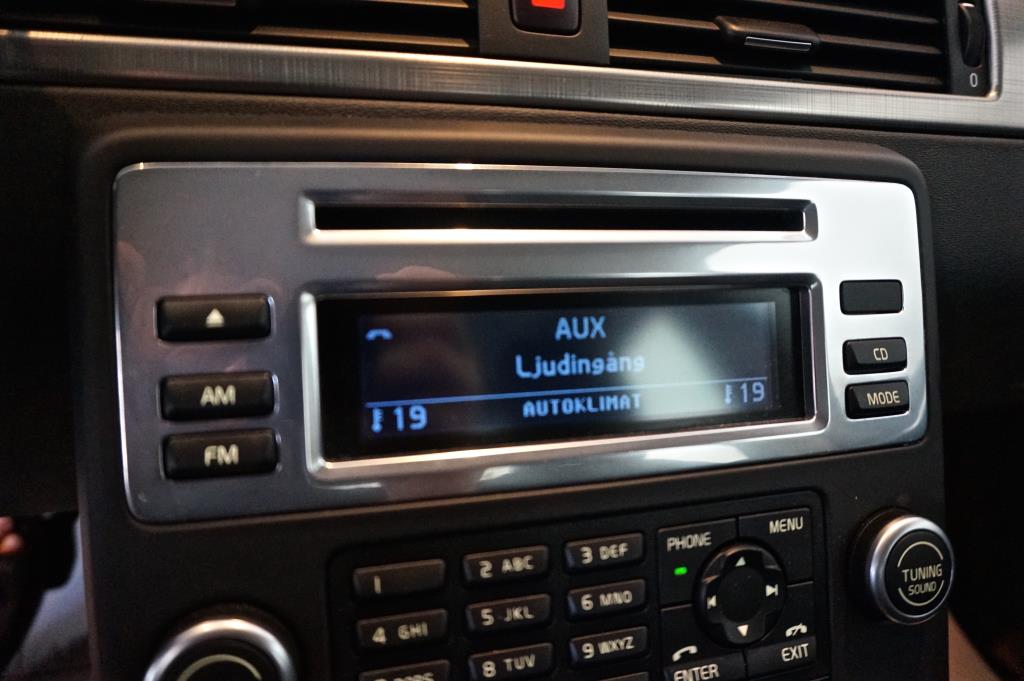 0
AUX
Ljudingång
19 AUTOKLIMAT 19
AM
FM
CD
MODE
1
2 ABC
3 DEF
4 GHI
5 JKL
6 MNO
8 TUV
9 WXYZ
PHONE
MENU
ENTER
EXIT
TUNING
SOUND